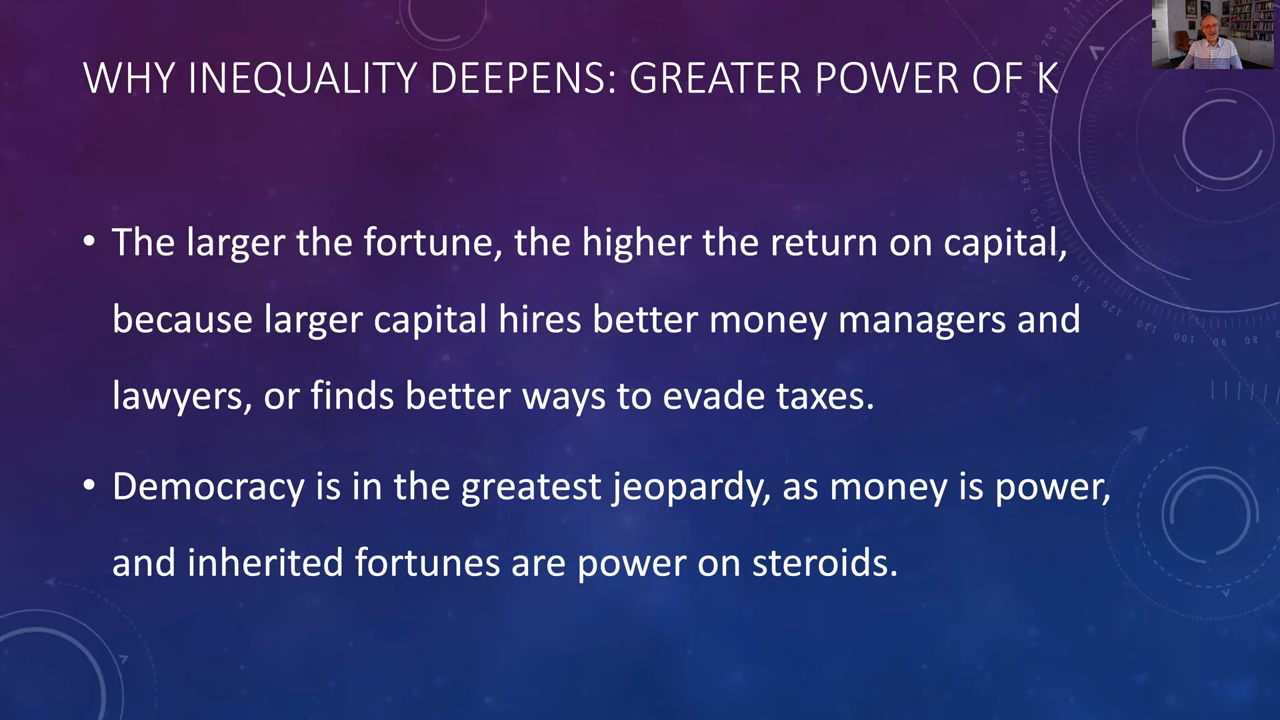 WHY INEQUALITY DEEPENS: GREATER POWER OF K
• The larger the fortune, the higher the return on capital,
because larger capital hires better money managers and
lawyers, or finds better ways to evade taxes.
• Democracy is in the greatest jeopardy, as money is power,
and inherited fortunes are power on steroids.